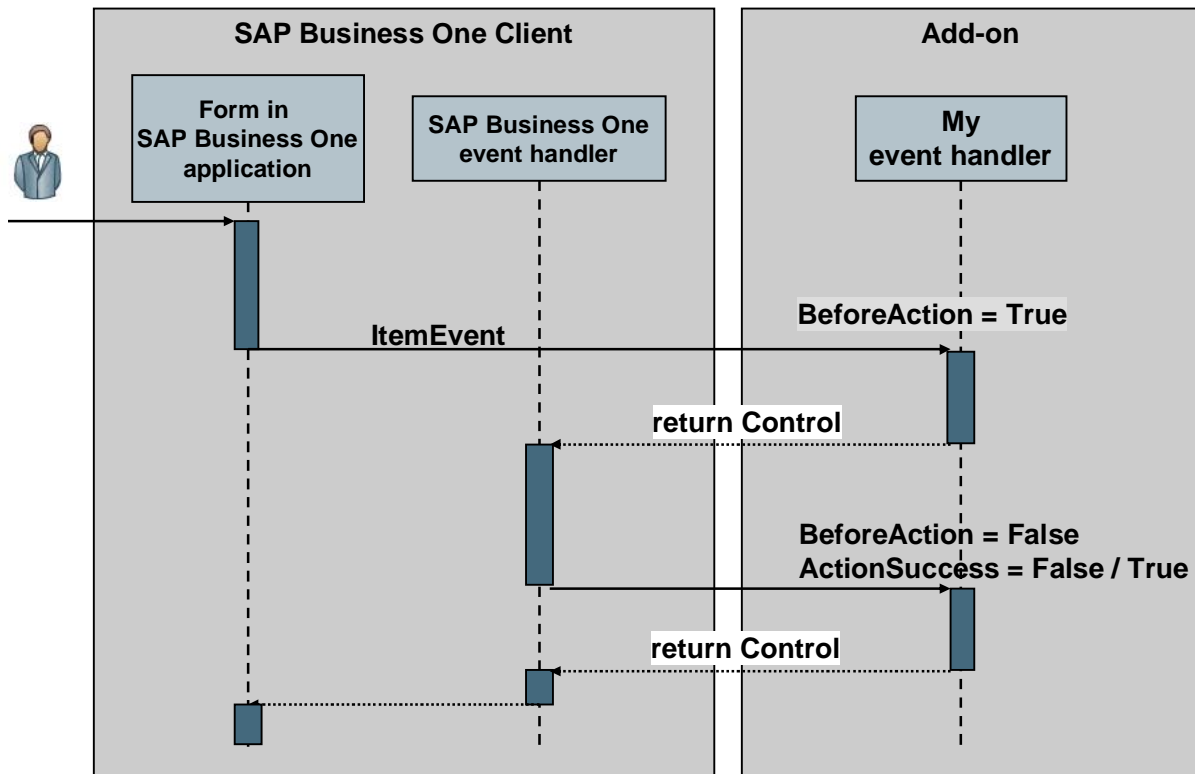 SAP Business One Client
Add-on
Form in
SAP Business One
application
SAP Business One
event handler
My
event handler
BeforeAction = True
ItemEvent
return Control
BeforeAction = False
ActionSuccess = False / True
return Control